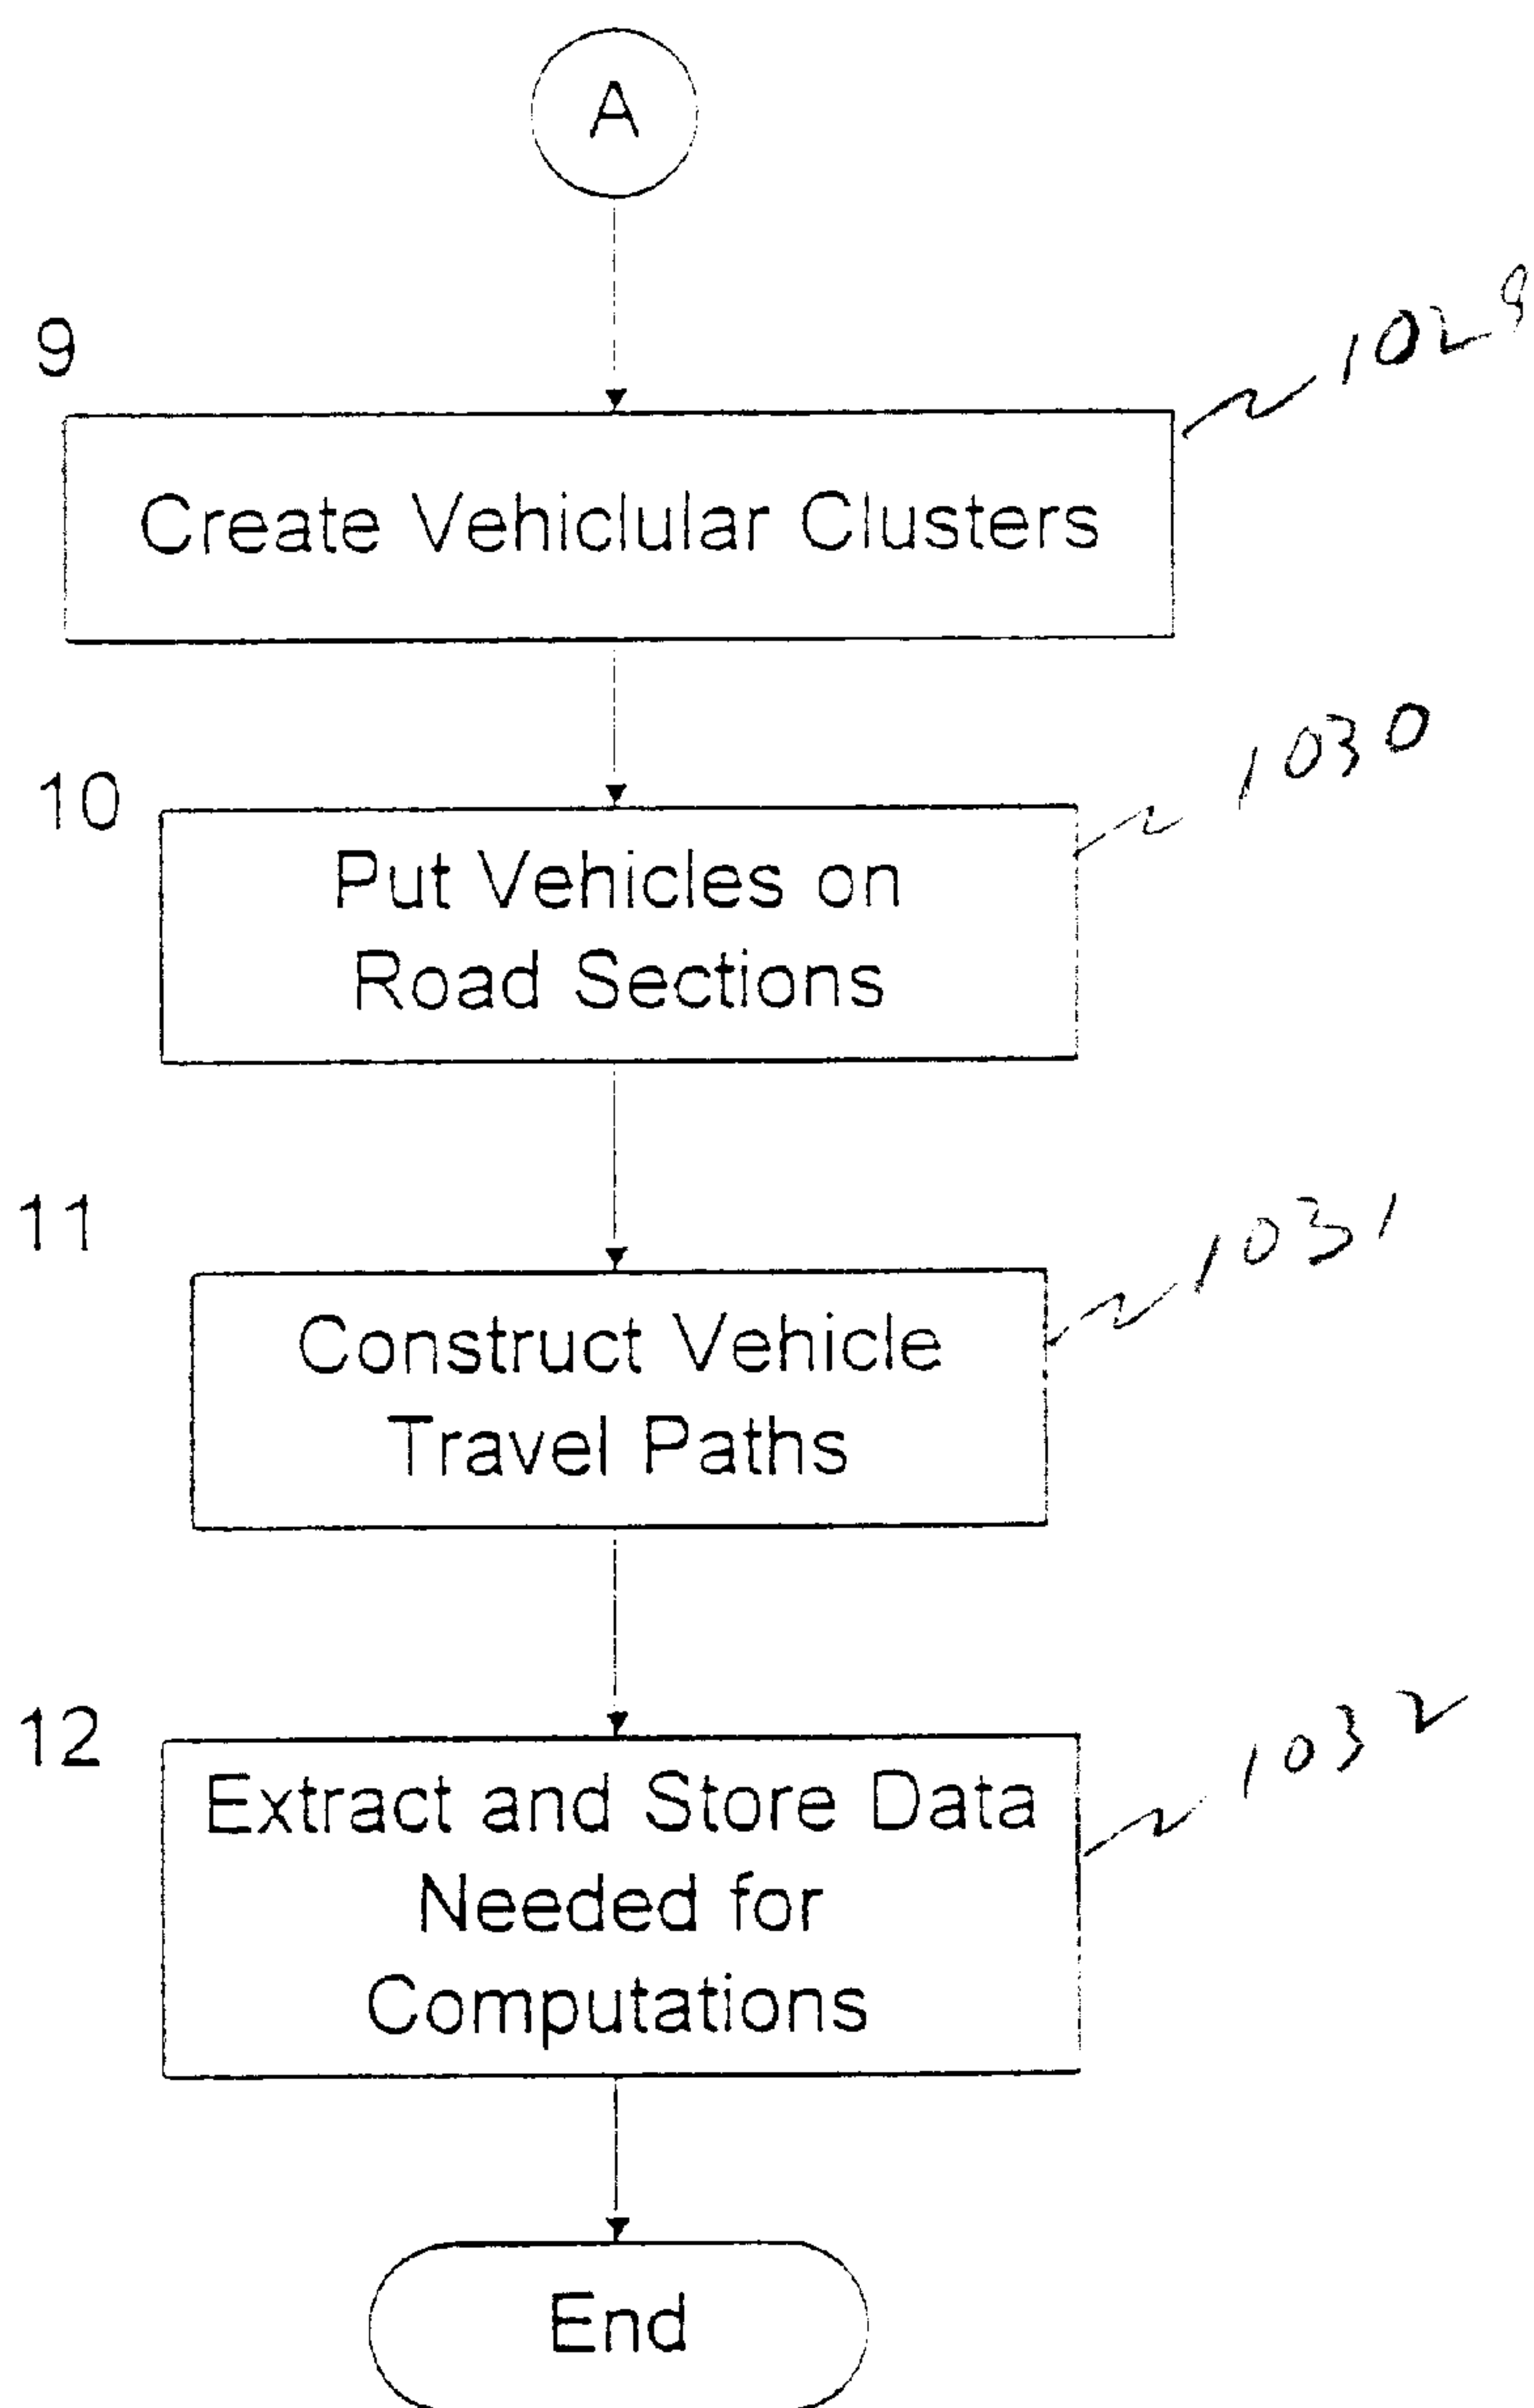 A
9
1029
Create Vehiclular Clusters
10
1030
Put Vehicles on
Road Sections
11
1031
Construct Vehicle
Travel Paths
12
1032
Extract and Store Data
Needed for
Computations
End